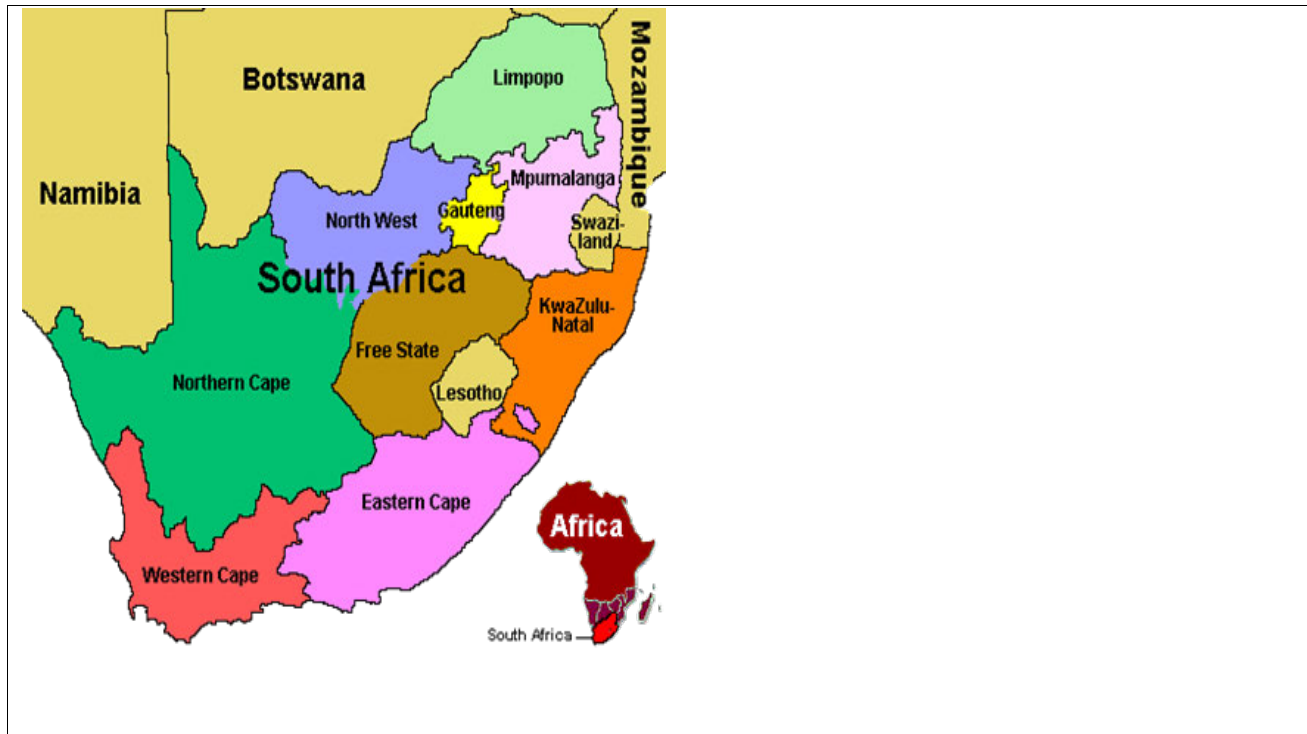 Mozambique
Limpopo
Botswana
Mpumalanga
Namibia
Gauteng
North West
Swazi-
land
South Africa
KwaZulu-
Natal
Free State
Northern Cape
Lesotho
Eastern Cape
Africa
Western Cape
South Africa